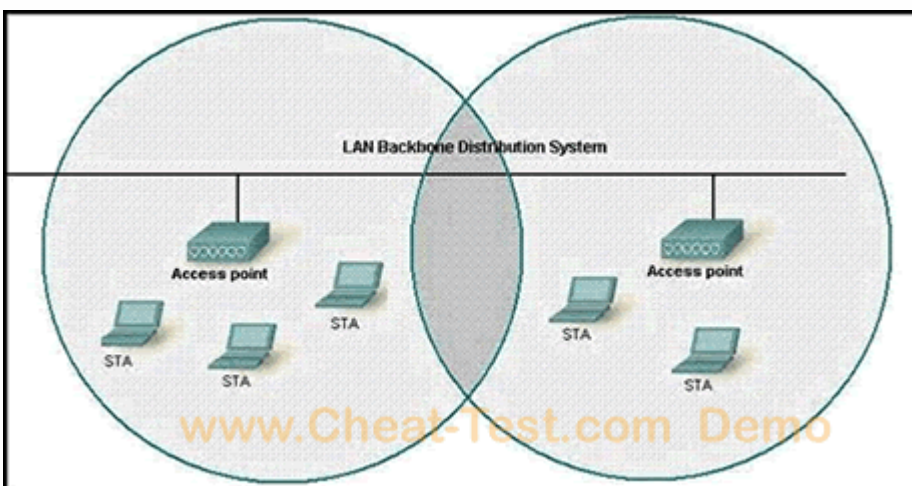 LAN Backbone Distribution System
Access point
Access point
STA
STA
STA
STA
STA
www.Cheat-Test.com Demo